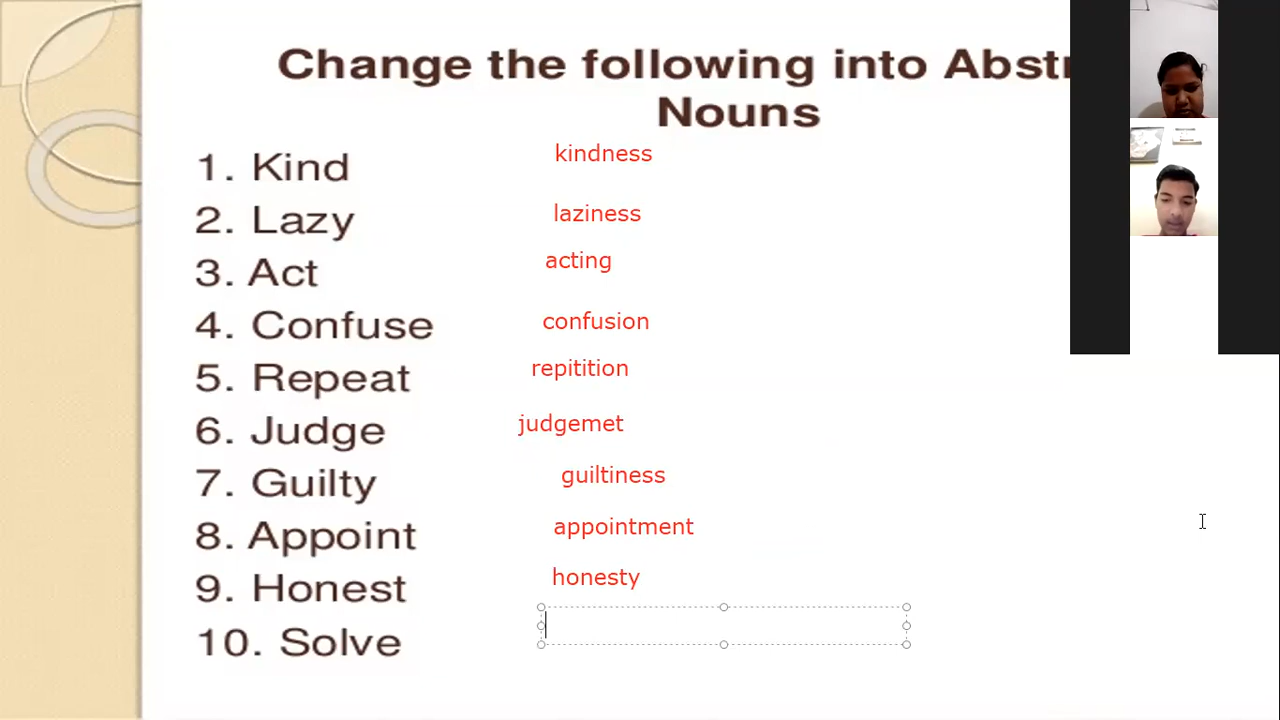 Change the following into Abstr
Nouns
1. Kind kindness
2. Lazy laziness
3. Act acting
4. Confuse confusion
5. Repeat repitition
6. Judge judgemet
7. Guilty guiltiness
8. Appoint appointment
9. Honest honesty
10. Solve